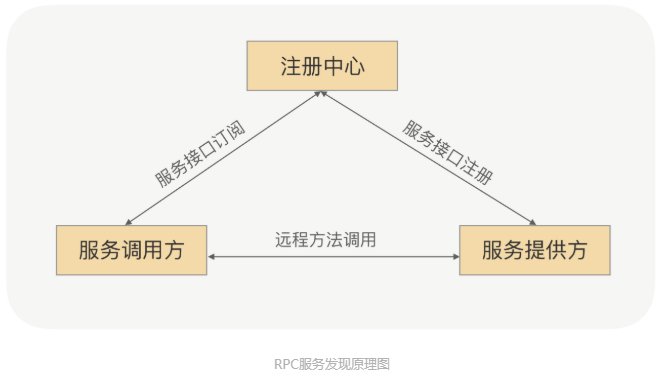 注册中心
服务接口订阅
服务接口注册
服务调用方
远程方法调用
服务提供方
RPC服务发现原理图